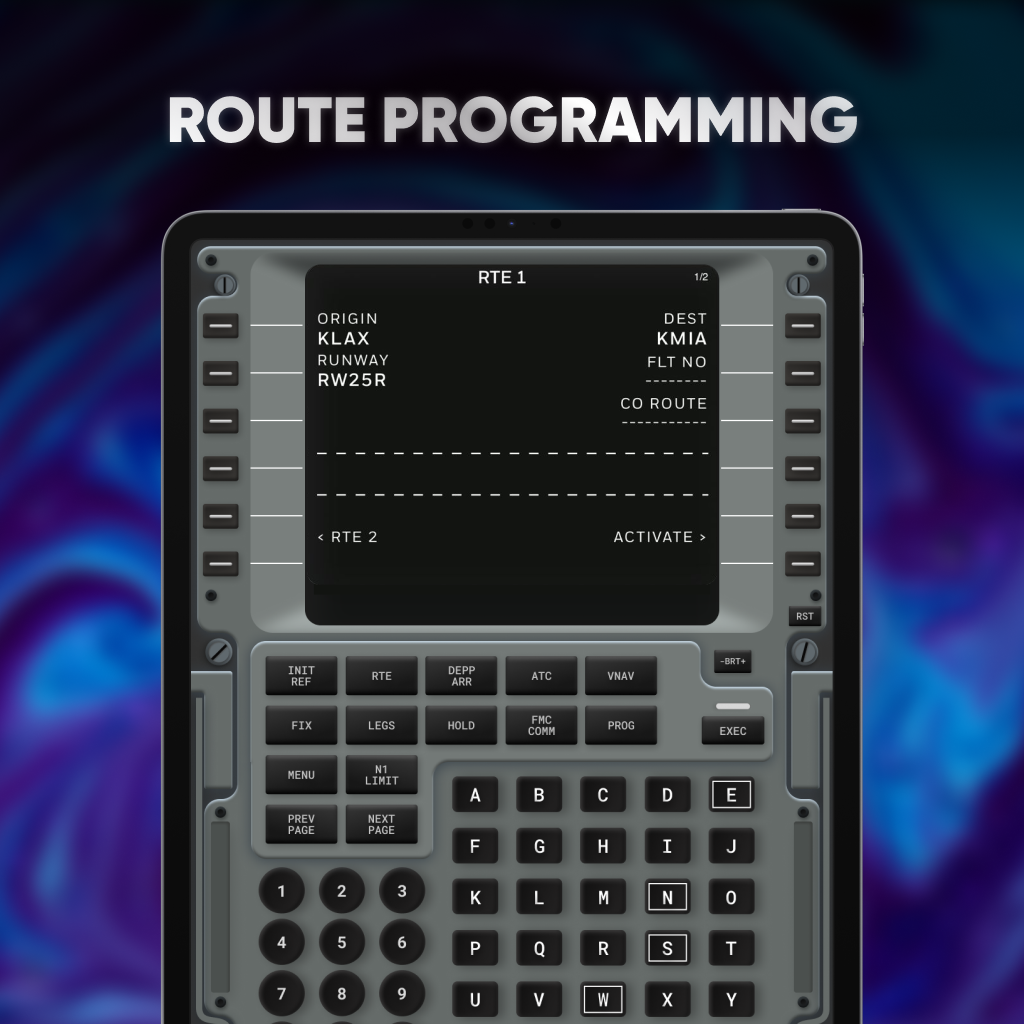 ROUTE PROGRAMMING
RTE 1 1/2
ORIGIN DEST
KLAX KMIA
RUNWAY FLT NO
RW25R --------
CO ROUTE
-----------
< RTE 2 ACTIVATE >
RST
-BRT+
INIT REF RTE DEPP ARR ATC VNAV
FIX LEGS HOLD FMC COMM PROG EXEC
MENU N1 LIMIT
PREV PAGE NEXT PAGE
A B C D E
F G H I J
1 2 3 K L M N O
4 5 6 P Q R S T
7 8 9 U V W X Y